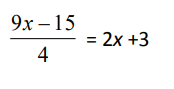 9x − 15
4
= 2x +3